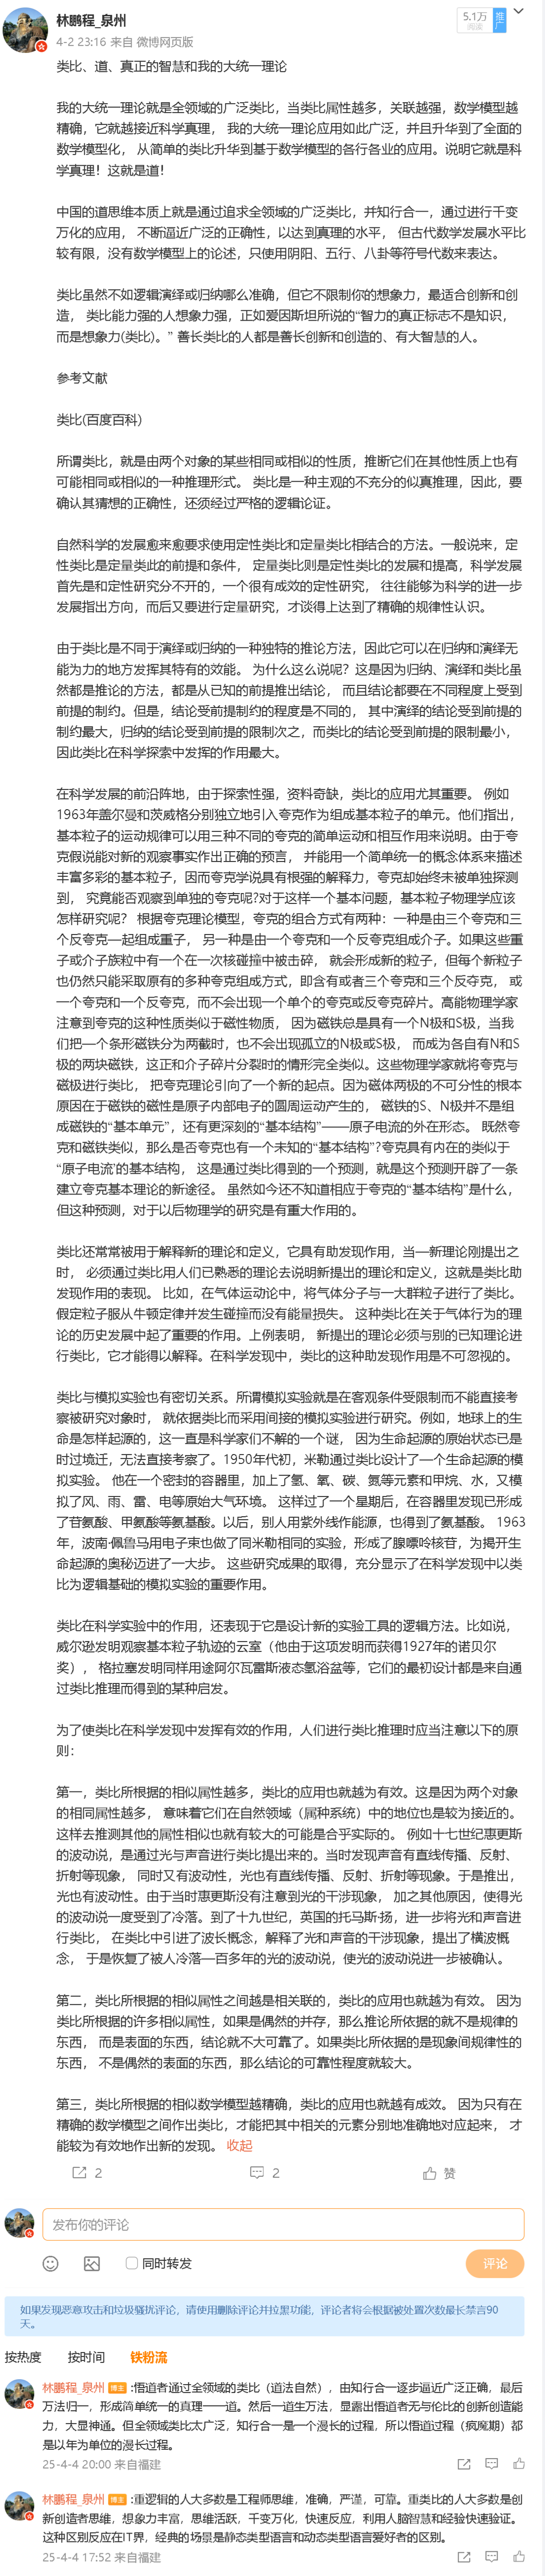 林鹏程_泉州
5.1万
阅读
推广
4-2 23:16 来自 微博网页版
类比、道、真正的智慧和我的大统一理论
我的大统一理论就是全领域的广泛类比，当类比属性越多，关联越强，数学模型越
精确，它就越接近科学真理， 我的大统一理论应用如此广泛，并且升华到了全面的
数学模型化， 从简单的类比升华到基于数学模型的各行各业的应用。说明它就是科
学真理！这就是道！
中国的道思维本质上就是通过追求全领域的广泛类比，并知行合一，通过进行千变
万化的应用， 不断逼近广泛的正确性，以达到真理的水平， 但古代数学发展水平比
较有限，没有数学模型上的论述，只使用阴阳、五行、八卦等符号代数来表达。
类比虽然不如逻辑演绎或归纳哪么准确，但它不限制你的想象力，最适合创新和创
造， 类比能力强的人想象力强，正如爱因斯坦所说的“智力的真正标志不是知识，
而是想象力(类比)。” 善长类比的人都是善长创新和创造的、有大智慧的人。
参考文献
类比(百度百科)
所谓类比，就是由两个对象的某些相同或相似的性质，推断它们在其他性质上也有
可能相同或相似的一种推理形式。 类比是一种主观的不充分的似真推理，因此，要
确认其猜想的正确性，还须经过严格的逻辑论证。
自然科学的发展愈来愈要求使用定性类比和定量类比相结合的方法。一般说来，定
性类比是定量类此的前提和条件， 定量类比则是定性类比的发展和提高，科学发展
首先是和定性研究分不开的，一个很有成效的定性研究， 往往能够为科学的进一步
发展指出方向，而后又要进行定量研究，才谈得上达到了精确的规律性认识。
由于类比是不同于演绎或归纳的一种独特的推论方法，因此它可以在归纳和演绎无
能为力的地方发挥其特有的效能。 为什么这么说呢？这是因为归纳、演绎和类比虽
然都是推论的方法，都是从已知的前提推出结论， 而且结论都要在不同程度上受到
前提的制约。但是，结论受前提制约的程度是不同的， 其中演绎的结论受到前提的
制约最大，归纳的结论受到前提的限制次之，而类比的结论受到前提的限制最小，
因此类比在科学探索中发挥的作用最大。
在科学发展的前沿阵地，由于探索性强，资料奇缺，类比的应用尤其重要。 例如
1963年盖尔曼和茨威格分别独立地引入夸克作为组成基本粒子的单元。他们指出，
基本粒子的运动规律可以用三种不同的夸克的简单运动和相互作用来说明。由于夸
克假说能对新的观察事实作出正确的预言， 并能用一个简单统一的概念体系来描述
丰富多彩的基本粒子，因而夸克学说具有很强的解释力，夸克却始终未被单独探测
到， 究竟能否观察到单独的夸克呢?对于这样一个基本问题，基本粒子物理学应该
怎样研究呢？ 根据夸克理论模型，夸克的组合方式有两种：一种是由三个夸克和三
个反夸克—起组成重子， 另一种是由一个夸克和一个反夸克组成介子。如果这些重
子或介子族粒中有一个在一次核碰撞中被击碎， 就会形成新的粒子，但每个新粒子
也仍然只能采取原有的多种夸克组成方式，即含有或者三个夸克和三个反夺克， 或
一个夸克和一个反夸克，而不会出现一个单个的夸克或反夸克碎片。高能物理学家
注意到夸克的这种性质类似于磁性物质， 因为磁铁总是具有一个N极和S极，当我
们把—个条形磁铁分为两截时，也不会出现孤立的N极或S极， 而成为各自有N和S
极的两块磁铁，这正和介子碎片分裂时的情形完全类似。这些物理学家就将夸克与
磁极进行类比， 把夸克理论引向了一个新的起点。因为磁体两极的不可分性的根本
原因在于磁铁的磁性是原子内部电子的圆周运动产生的， 磁铁的S、N极并不是组
成磁铁的“基本单元”，还有更深刻的“基本结构”——原子电流的外在形态。 既然夸
克和磁铁类似，那么是否夸克也有一个未知的“基本结构”?夸克具有内在的类似于
“原子电流'的基本结构， 这是通过类比得到的一个预测，就是这个预测开辟了一条
建立夸克基本理论的新途径。 虽然如今还不知道相应于夸克的“基本结构”是什么，
但这种预测，对于以后物理学的研究是有重大作用的。
类比还常常被用于解释新的理论和定义，它具有助发现作用，当—新理论刚提出之
时， 必须通过类比用人们已熟悉的理论去说明新提出的理论和定义，这就是类比助
发现作用的表现。 比如，在气体运动论中，将气体分子与一大群粒子进行了类比。
假定粒子服从牛顿定律并发生碰撞而没有能量损失。 这种类比在关于气体行为的理
论的历史发展中起了重要的作用。上例表明， 新提出的理论必须与别的已知理论进
行类比，它才能得以解释。在科学发现中，类比的这种助发现作用是不可忽视的。
类比与模拟实验也有密切关系。所谓模拟实验就是在客观条件受限制而不能直接考
察被研究对象时， 就依据类比而采用间接的模拟实验进行研究。例如，地球上的生
命是怎样起源的，这一直是科学家们不解的一个谜， 因为生命起源的原始状态已是
时过境迁，无法直接考察了。1950年代初，米勒通过类比设计了一个生命起源的模
拟实验。 他在一个密封的容器里，加上了氢、氧、碳、氮等元素和甲烷、水，又模
拟了风、雨、雷、电等原始大气环境。 这样过了一个星期后，在容器里发现已形成
了苷氨酸、甲氨酸等氨基酸。以后，别人用紫外线作能源，也得到了氨基酸。 1963
年，波南·佩鲁马用电子束也做了同米勒相同的实验，形成了腺嘌呤核苷，为揭开生
命起源的奥秘迈进了一大步。 这些研究成果的取得，充分显示了在科学发现中以类
比为逻辑基础的模拟实验的重要作用。
类比在科学实验中的作用，还表现于它是设计新的实验工具的逻辑方法。比如说，
威尔逊发明观察基本粒子轨迹的云室（他由于这项发明而获得1927年的诺贝尔
奖）， 格拉塞发明同样用途阿尔瓦雷斯液态氢浴盆等，它们的最初设计都是来自通
过类比推理而得到的某种启发。
为了使类比在科学发现中发挥有效的作用，人们进行类比推理时应当注意以下的原
则：
第一，类比所根据的相似属性越多，类比的应用也就越为有效。这是因为两个对象
的相同属性越多， 意味着它们在自然领域（属种系统）中的地位也是较为接近的。
这样去推测其他的属性相似也就有较大的可能是合乎实际的。 例如十七世纪惠更斯
的波动说，是通过光与声音进行类比提出来的。当时发现声音有直线传播、反射、
折射等现象， 同时又有波动性，光也有直线传播、反射、折射等现象。于是推出，
光也有波动性。由于当时惠更斯没有注意到光的干涉现象， 加之其他原因，使得光
的波动说一度受到了冷落。到了十九世纪，英国的托马斯·扬，进一步将光和声音进
行类比， 在类比中引进了波长概念，解释了光和声音的干涉现象，提出了横波概
念， 于是恢复了被人冷落—百多年的光的波动说，使光的波动说进一步被确认。
第二，类比所根据的相似属性之间越是相关联的，类比的应用也就越为有效。 因为
类比所根据的许多相似属性，如果是偶然的并存，那么推论所依据的就不是规律的
东西， 而是表面的东西，结论就不大可靠了。如果类比所依据的是现象间规律性的
东西， 不是偶然的表面的东西，那么结论的可靠性程度就较大。
第三，类比所根据的相似数学模型越精确，类比的应用也就越有成效。 因为只有在
精确的数学模型之间作出类比，才能把其中相关的元素分别地准确地对应起来， 才
能较为有效地作出新的发现。 收起
2
2
赞
发布你的评论
同时转发
评论
如果发现恶意攻击和垃圾骚扰评论，请使用删除评论并拉黑功能，评论者将会根据被处置次数最长禁言90
天。
按热度 按时间 铁粉流
林鹏程_泉州 博主 :悟道者通过全领域的类比（道法自然），由知行合一逐步逼近广泛正确，最后
万法归一，形成简单统一的真理——道。然后一道生万法，显露出悟道者无与伦比的创新创造能
力，大显神通。但全领域类比太广泛，知行合一是一个漫长的过程，所以悟道过程（疯魔期）都
是以年为单位的漫长过程。
25-4-4 20:00 来自福建
林鹏程_泉州 博主 :重逻辑的人大多数是工程师思维，准确，严谨，可靠。重类比的人大多数是创
新创造者思维，想象力丰富，思维活跃，千变万化，快速反应，利用人脑智慧和经验快速验证。
这种区别反应在IT界，经典的场景是静态类型语言和动态类型语言爱好者的区别。
25-4-4 17:52 来自福建